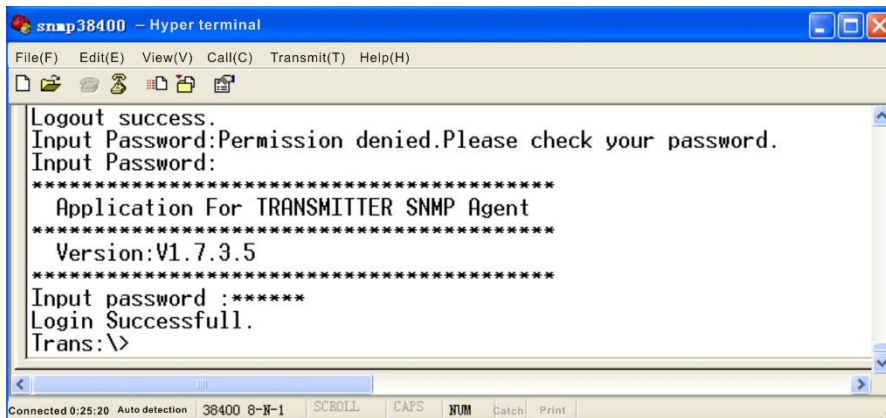 snmp38400 – Hyper terminal
File(F) Edit(E) View(V) Call(C) Transmit(T) Help(H)
Logout success.
Input Password:Permission denied.Please check your password.
Input Password:
******************************************
Application For TRANSMITTER SNMP Agent
******************************************
Version:V1.7.3.5
******************************************
Input password :******
Login Successfull.
Trans:\>
Connected 0:25:20 Auto detection 38400 8-N-1 SCROLL CAPS NUM Catch Print